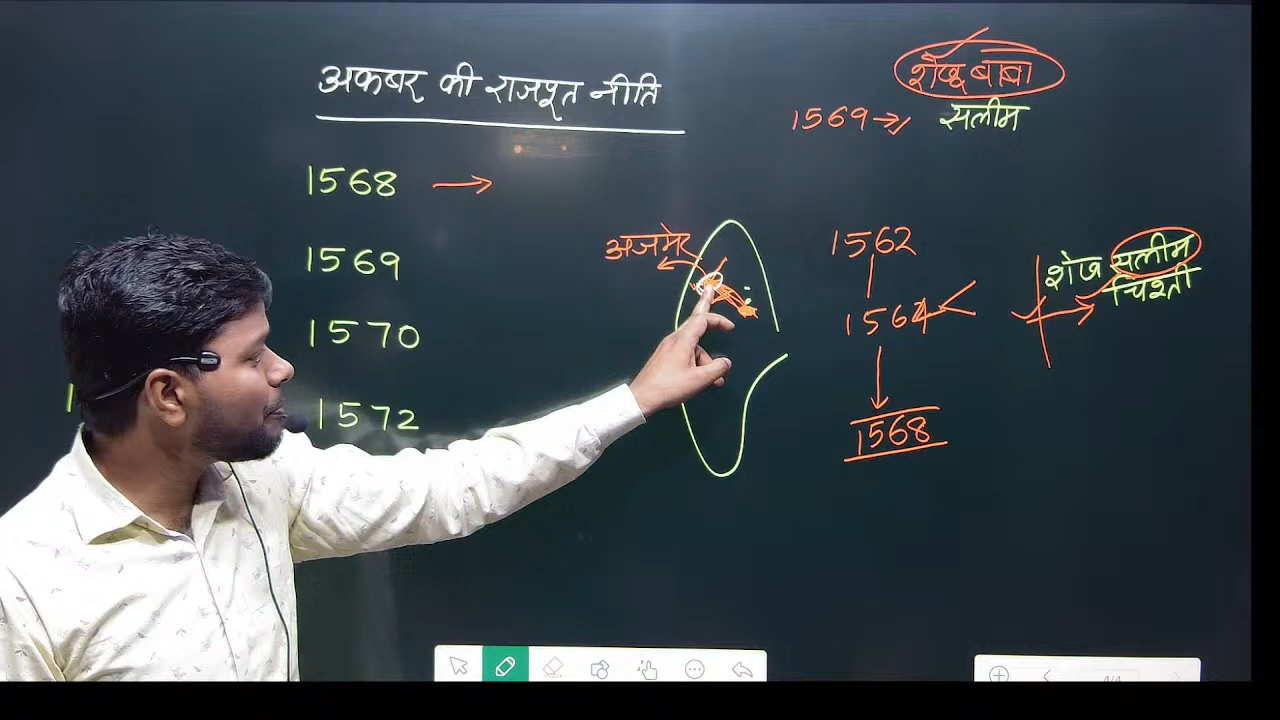 अकबर की राजपूत नीति
शेखू बाबा
1569 → सलीम
1568 →
1569
1570
1572
अजमेर
1562
1564
1568
शेख सलीम
चिश्ती